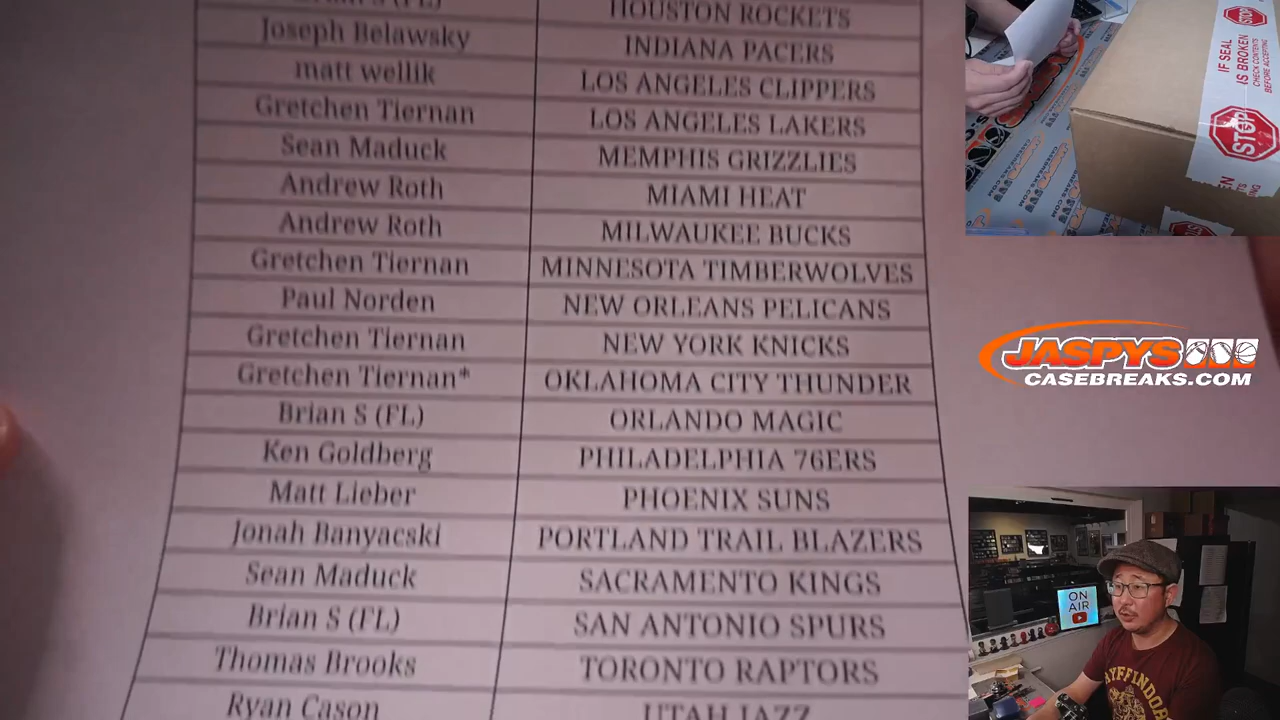 Brian S (FL) HOUSTON ROCKETS
Joseph Belawsky INDIANA PACERS
matt wellik LOS ANGELES CLIPPERS
Gretchen Tiernan LOS ANGELES LAKERS
Sean Maduck MEMPHIS GRIZZLIES
Andrew Roth MIAMI HEAT
Andrew Roth MILWAUKEE BUCKS
Gretchen Tiernan MINNESOTA TIMBERWOLVES
Paul Norden NEW ORLEANS PELICANS
Gretchen Tiernan NEW YORK KNICKS
Gretchen Tiernan* OKLAHOMA CITY THUNDER
Brian S (FL) ORLANDO MAGIC
Ken Goldberg PHILADELPHIA 76ERS
Matt Lieber PHOENIX SUNS
Jonah Banyacski PORTLAND TRAIL BLAZERS
Sean Maduck SACRAMENTO KINGS
Brian S (FL) SAN ANTONIO SPURS
Thomas Brooks TORONTO RAPTORS
Ryan Cason UTAH JAZZ
STOP
IF SEAL
IS BROKEN
CHECK CONTENTS
BEFORE ACCEPTING
STOP
JASPYS
CASEBREAKS.COM
ON
AIR